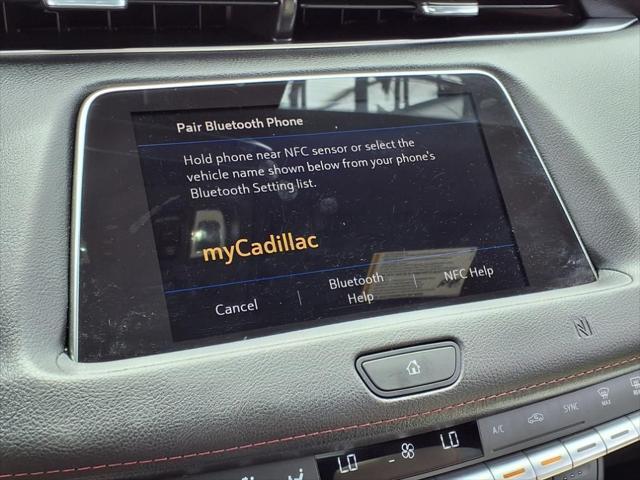 Pair Bluetooth Phone
Hold phone near NFC sensor or select the
vehicle name shown below from your phone's
Bluetooth Setting list.
myCadillac
Cancel
Bluetooth
Help
NFC Help
A/C
SYNC
MAX
LO
LO